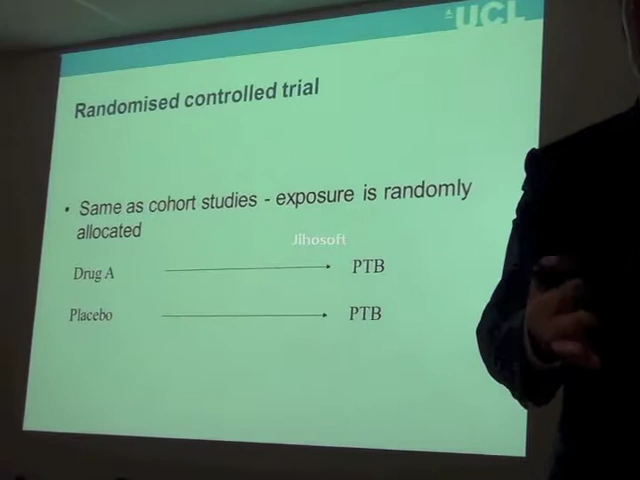 UCL
Randomised controlled trial
• Same as cohort studies - exposure is randomly
allocated
Jihosoft
Drug A PTB
Placebo PTB